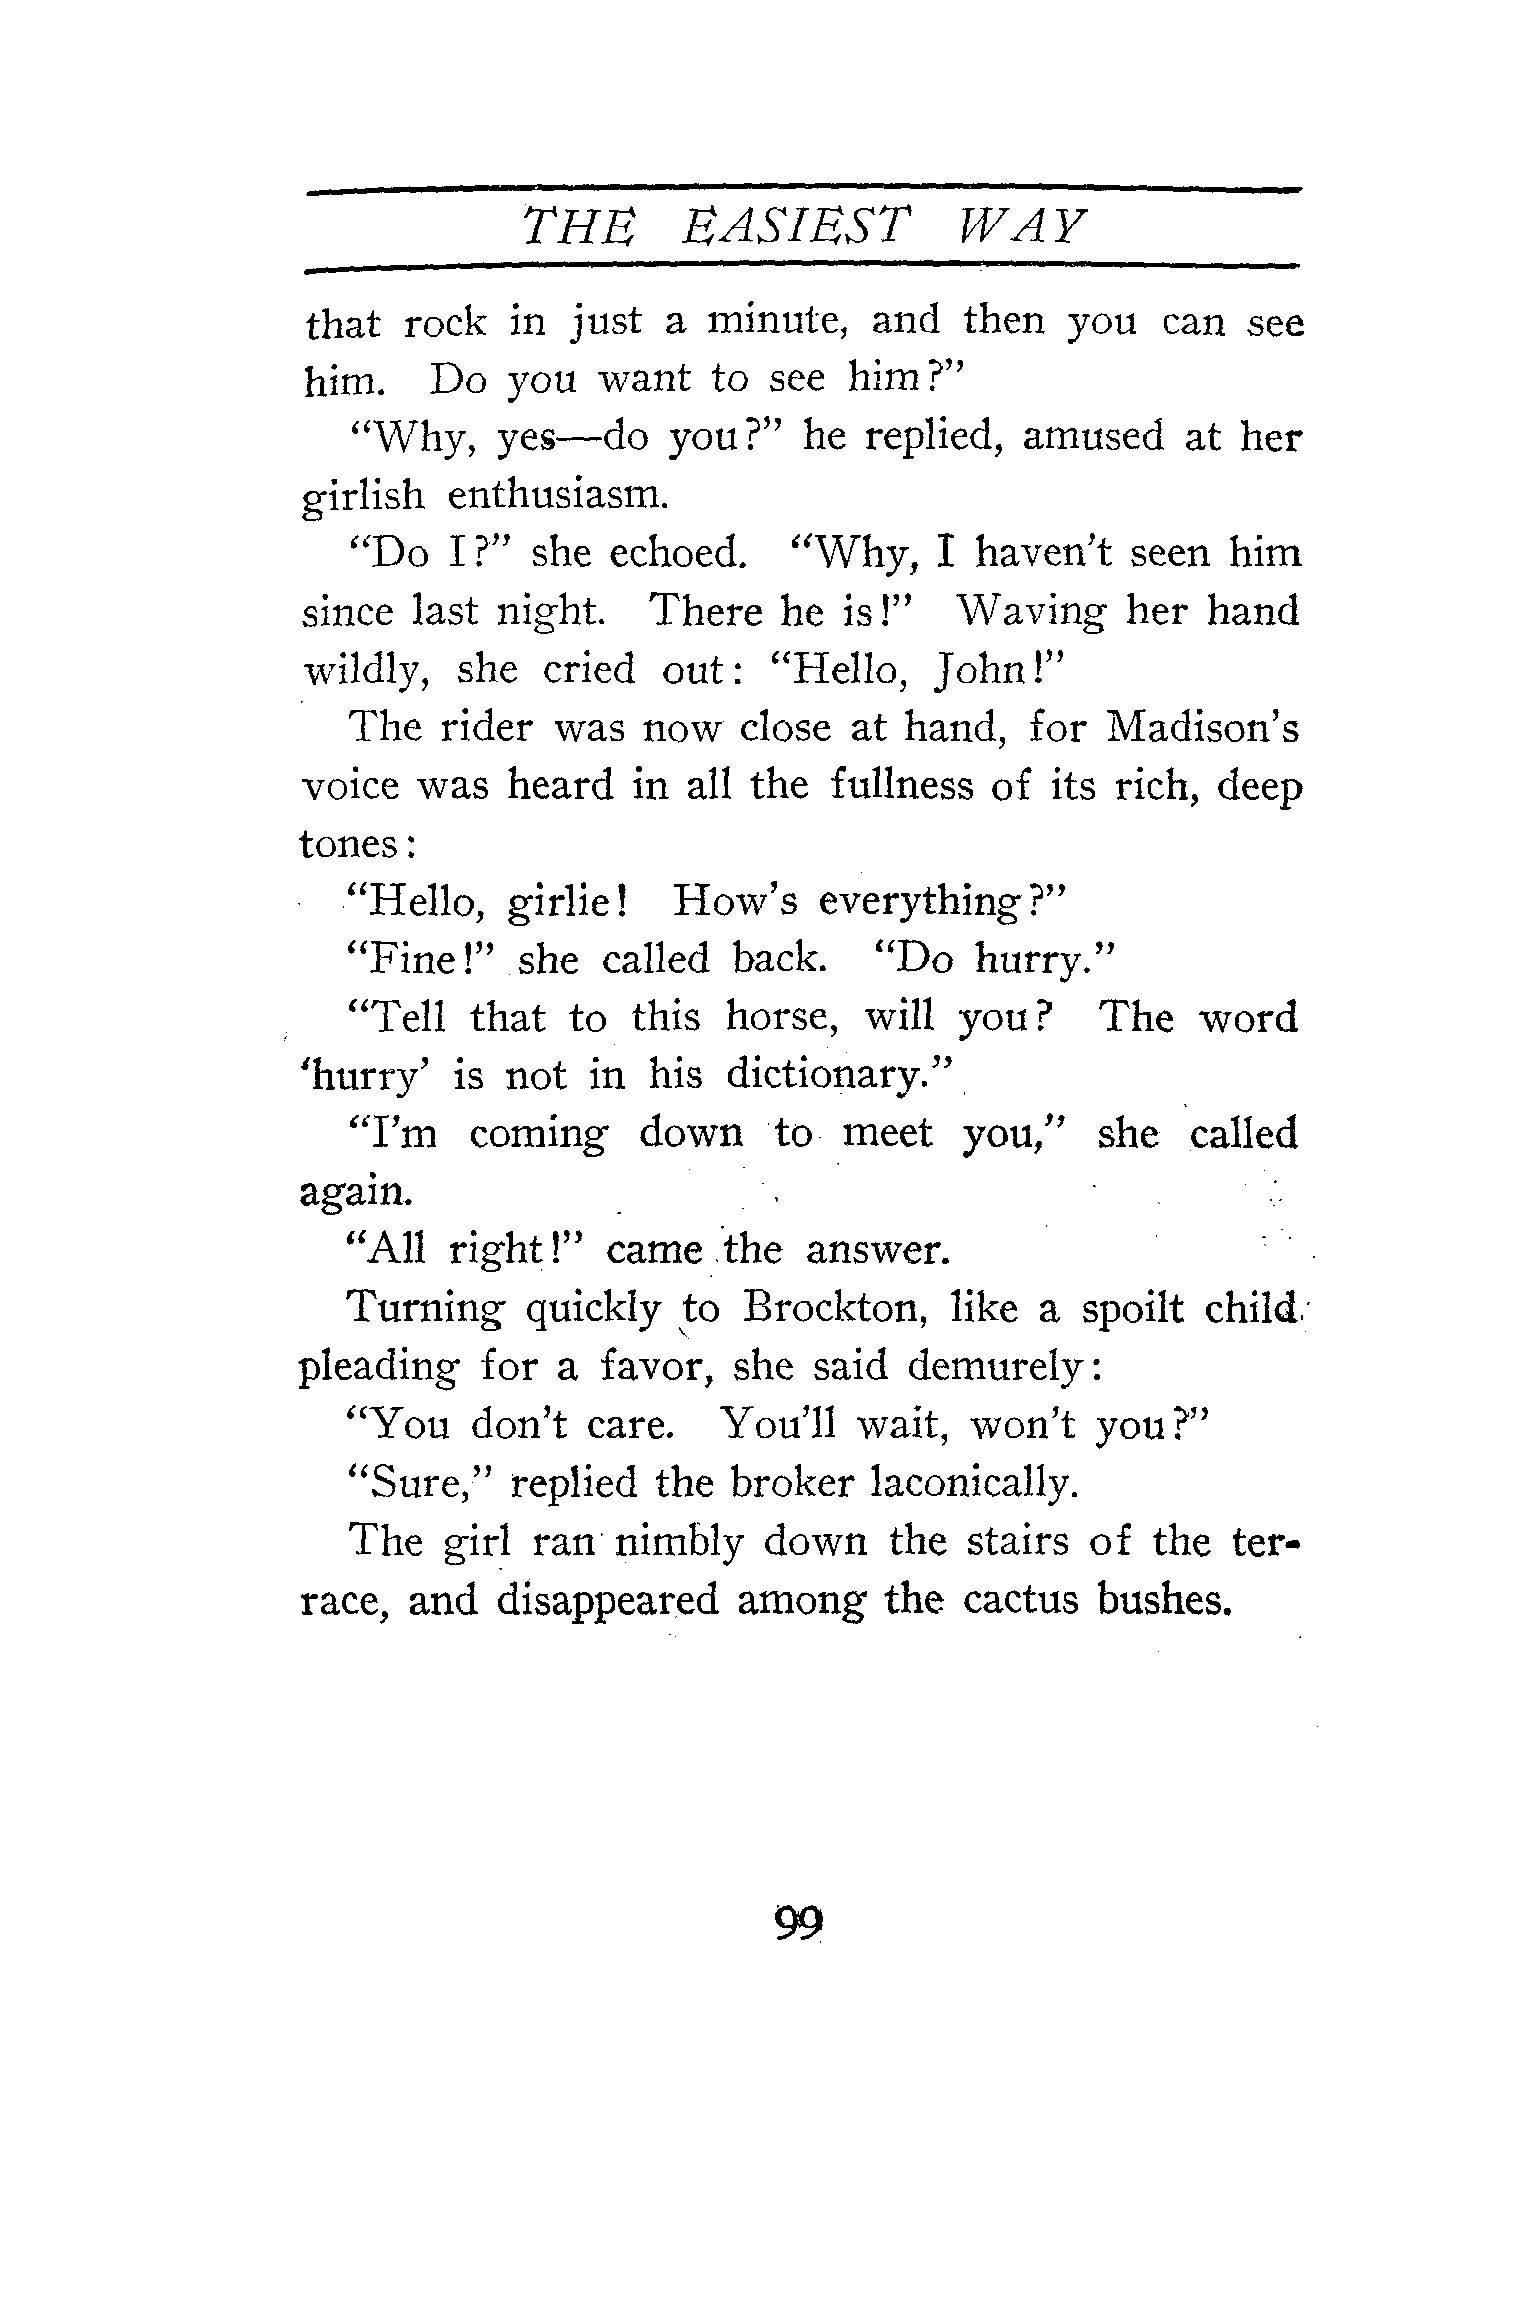 THE EASIEST WAY
that rock in just a minute, and then you can see
him. Do you want to see him?”
“Why, yes—do you?” he replied, amused at her
girlish enthusiasm.
“Do I?” she echoed. “Why, I haven’t seen him
since last night. There he is!” Waving her hand
wildly, she cried out: “Hello, John!”
The rider was now close at hand, for Madison’s
voice was heard in all the fullness of its rich, deep
tones:
“Hello, girlie! How’s everything?”
“Fine!” she called back. “Do hurry.”
“Tell that to this horse, will you? The word
‘hurry’ is not in his dictionary.”
“I’m coming down to meet you,” she called
again.
“All right!” came the answer.
Turning quickly to Brockton, like a spoilt child
pleading for a favor, she said demurely:
“You don’t care. You’ll wait, won’t you?”
“Sure,” replied the broker laconically.
The girl ran nimbly down the stairs of the ter-
race, and disappeared among the cactus bushes.
99